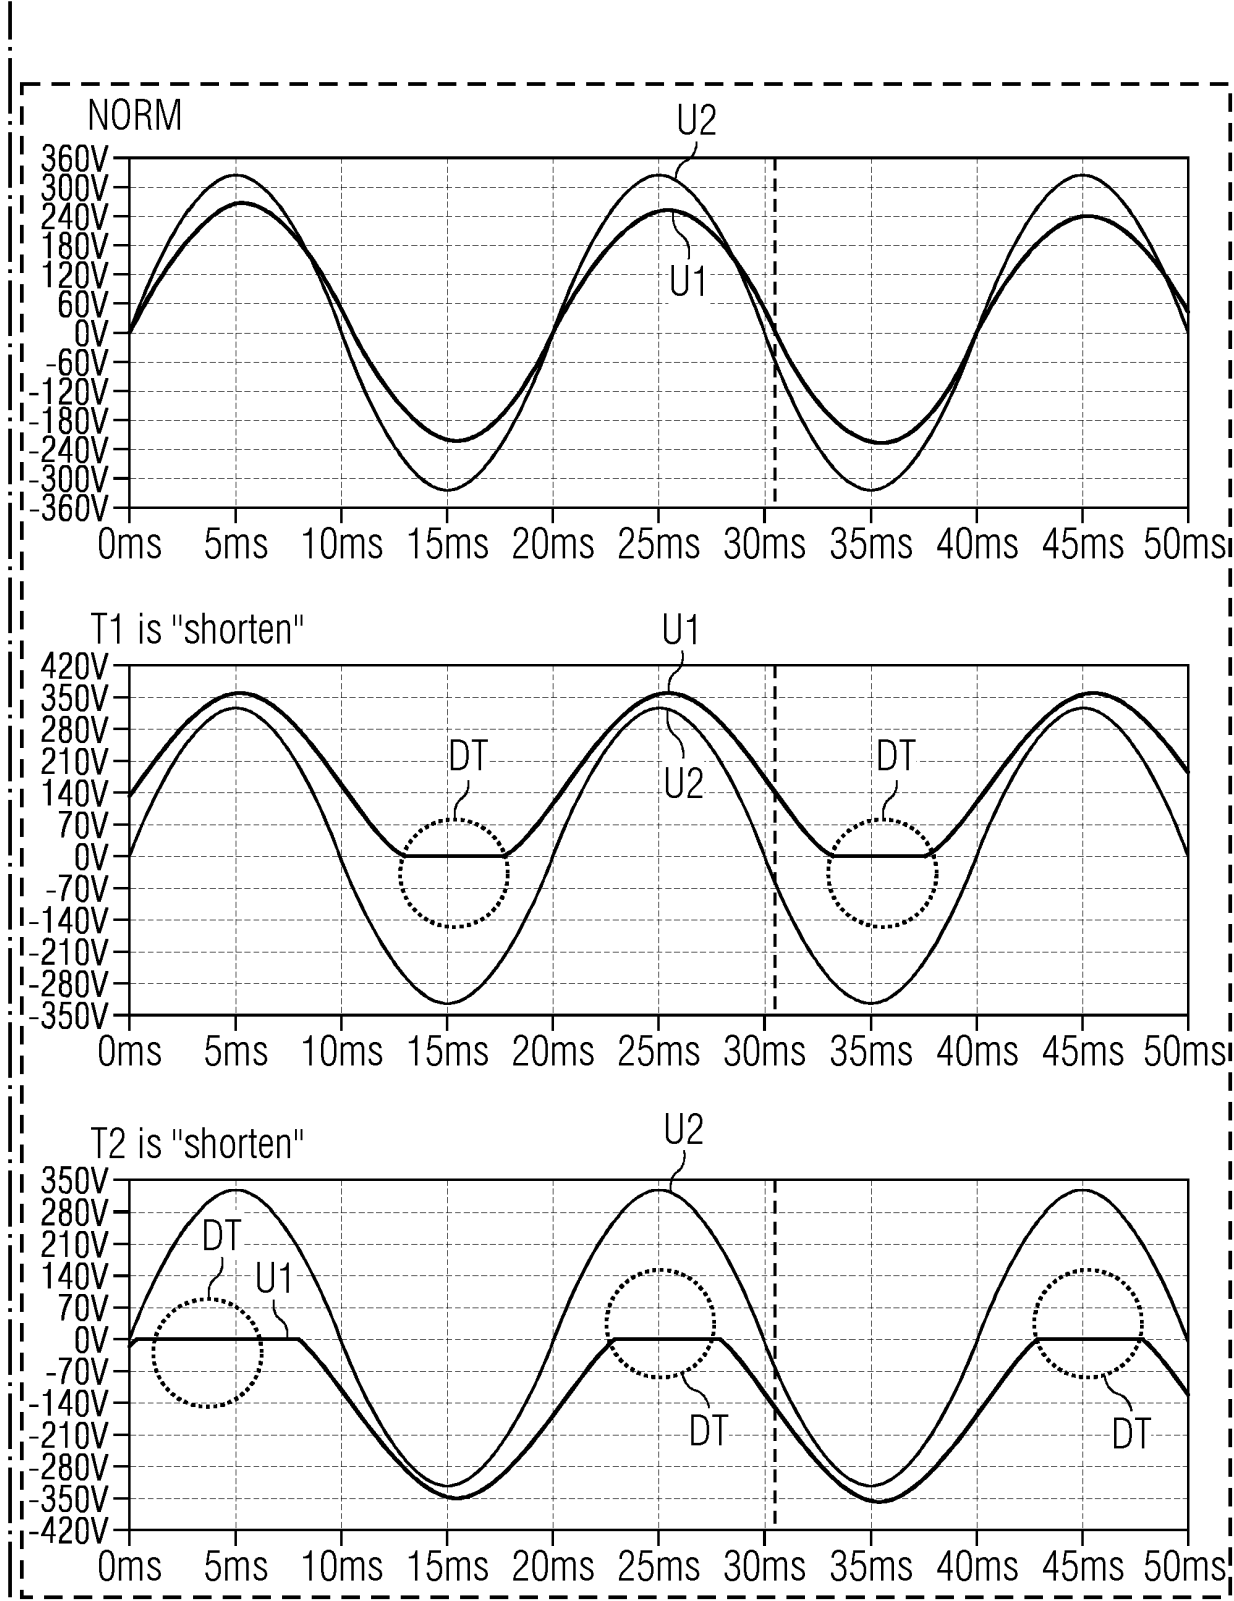 NORM
U2
360V
300V
240V
180V
120V
60V
0V
-60V
-120V
-180V
-240V
-300V
-360V
U1
0ms 5ms 10ms 15ms 20ms 25ms 30ms 35ms 40ms 45ms 50ms
T1 is "shorten"
U1
420V
350V
280V
210V
140V
70V
0V
-70V
-140V
-210V
-280V
-350V
DT
U2
DT
0ms 5ms 10ms 15ms 20ms 25ms 30ms 35ms 40ms 45ms 50ms
T2 is "shorten"
U2
350V
280V
210V
140V
70V
0V
-70V
-140V
-210V
-280V
-350V
-420V
DT
U1
DT
DT
0ms 5ms 10ms 15ms 20ms 25ms 30ms 35ms 40ms 45ms 50ms